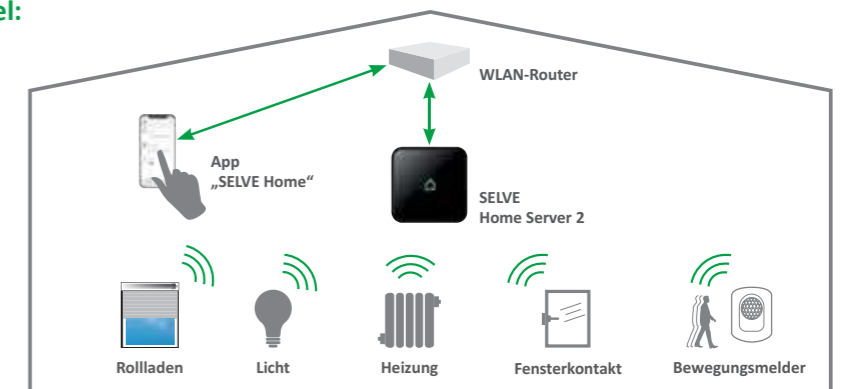 el:
WLAN-Router
App
„SELVE Home“
SELVE
Home Server 2
Rollladen
Licht
Heizung
Fensterkontakt
Bewegungsmelder